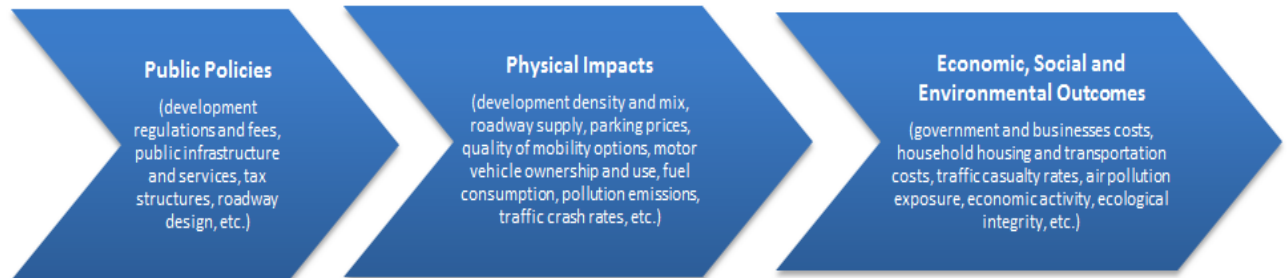 Public Policies
(development
regulations and fees,
public infrastructure
and services, tax
structures, roadway
design, etc.)
Physical Impacts
(development density and mix,
roadway supply, parking prices,
quality of mobility options, motor
vehicle ownership and use, fuel
consumption, pollution emissions,
traffic crash rates, etc.)
Economic, Social and
Environmental Outcomes
(government and businesses costs,
household housing and transportation
costs, traffic casualty rates, air pollution
exposure, economic activity, ecological
integrity, etc.)